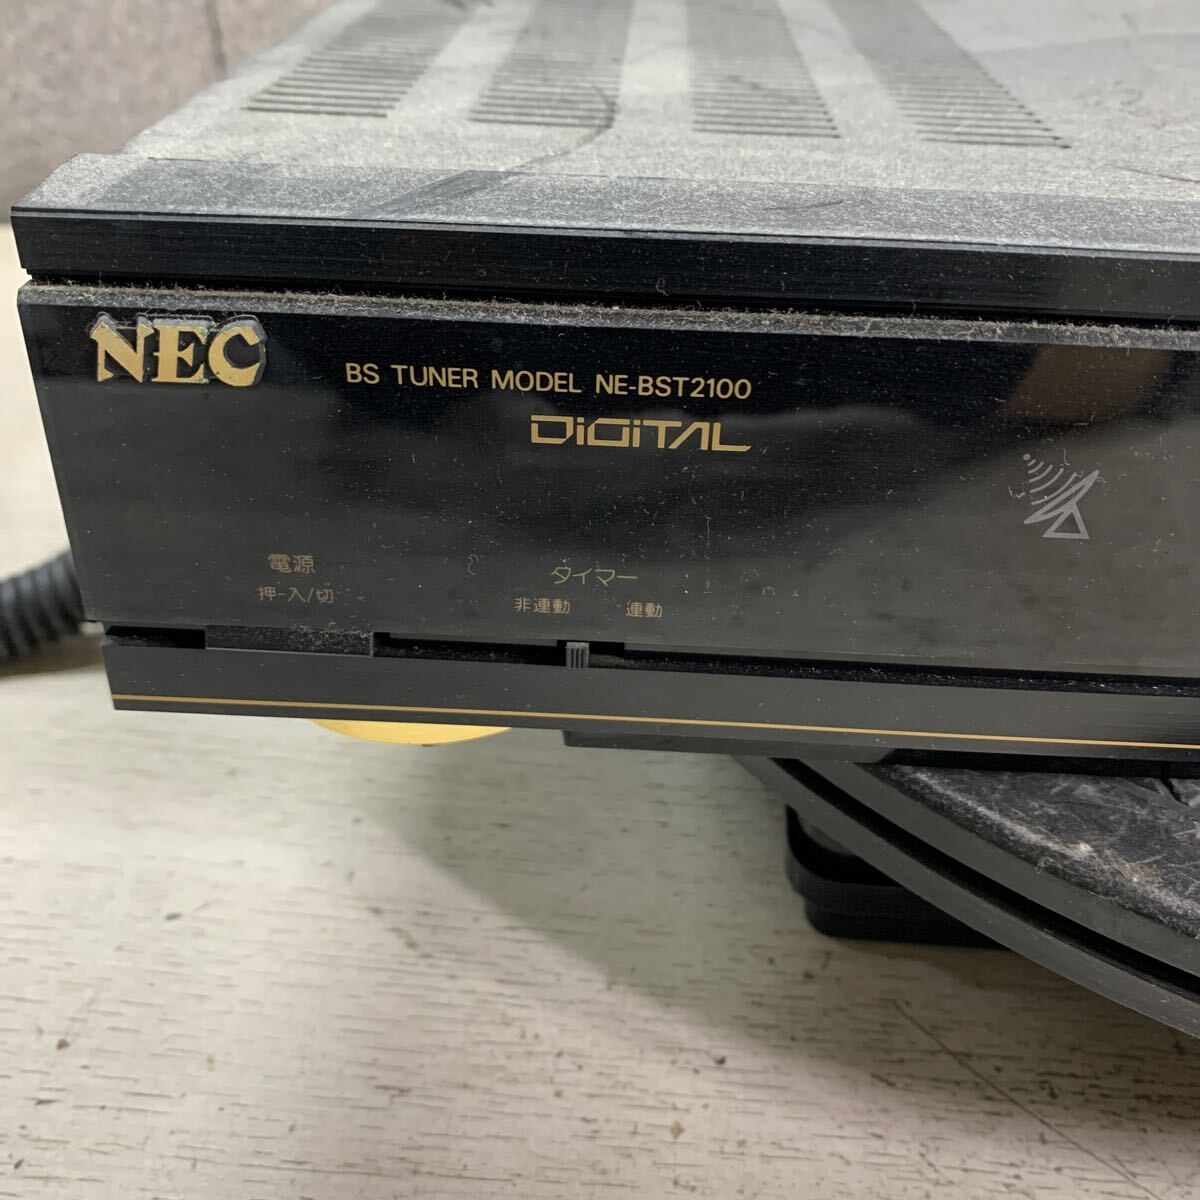 NEC
BS TUNER MODEL NE-BST2100
DiGiTAL
電源
押-入/切
タイマー
非連動 連動